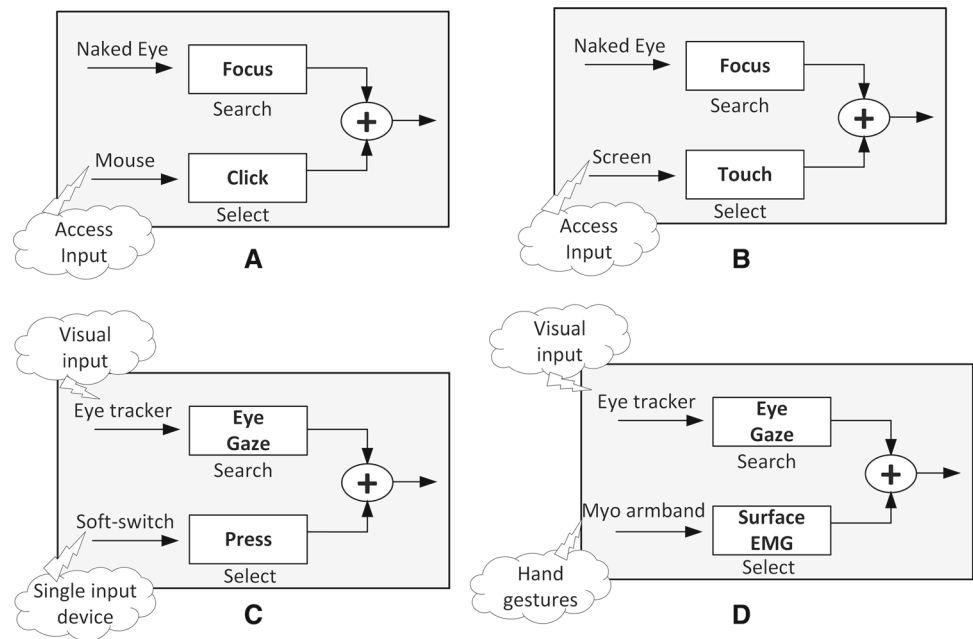 Naked Eye
Focus
Search
+
Mouse
Click
Select
Access
Input
A
Naked Eye
Focus
Search
+
Screen
Touch
Select
Access
Input
B
Visual
input
Eye tracker
Eye
Gaze
Search
+
Soft-switch
Press
Select
Single input
device
C
Visual
input
Eye tracker
Eye
Gaze
Search
+
Myo armband
Surface
EMG
Select
Hand
gestures
D